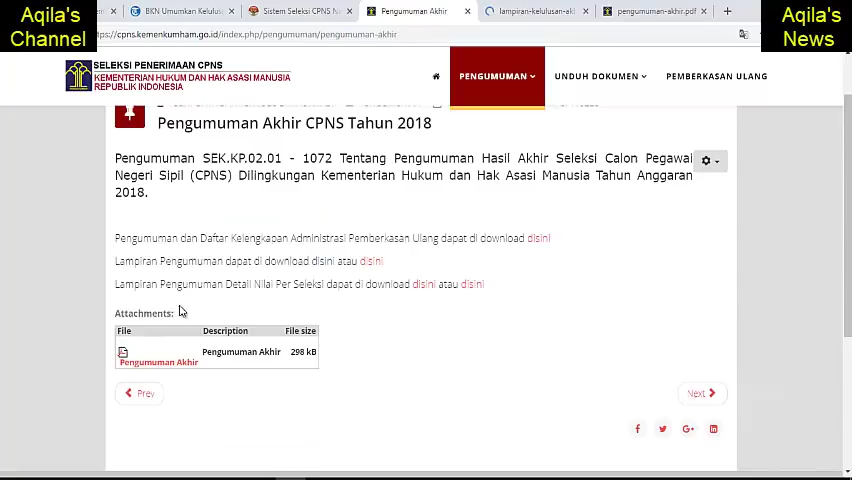 Aqila's
Channel
BKN Umumkan Kelulus
Sistem Seleksi CPNS N
Pengumuman Akhir
lampiran-kelulusan-akl
pengumuman-akhir.pdf
Aqila's
News
https://cpns.kemenkumham.go.id/index.php/pengumuman/pengumuman-akhir
SELEKSI PENERIMAAN CPNS
KEMENTERIAN HUKUM DAN HAK ASASI MANUSIA
REPUBLIK INDONESIA
PENGUMUMAN
UNDUH DOKUMEN
PEMBERKASAN ULANG
Pengumuman Akhir CPNS Tahun 2018
Pengumuman SEK.KP.02.01 - 1072 Tentang Pengumuman Hasil Akhir Seleksi Calon Pegawai
Negeri Sipil (CPNS) Dilingkungan Kementerian Hukum dan Hak Asasi Manusia Tahun Anggaran
2018.
Pengumuman dan Daftar Kelengkapan Administrasi Pemberkasan Ulang dapat di download disini
Lampiran Pengumuman dapat di download disini atau disini
Lampiran Pengumuman Detail Nilai Per Seleksi dapat di download disini atau disini
Attachments:
File Description File size
Pengumuman Akhir 298 kB
Pengumuman Akhir
Prev
Next